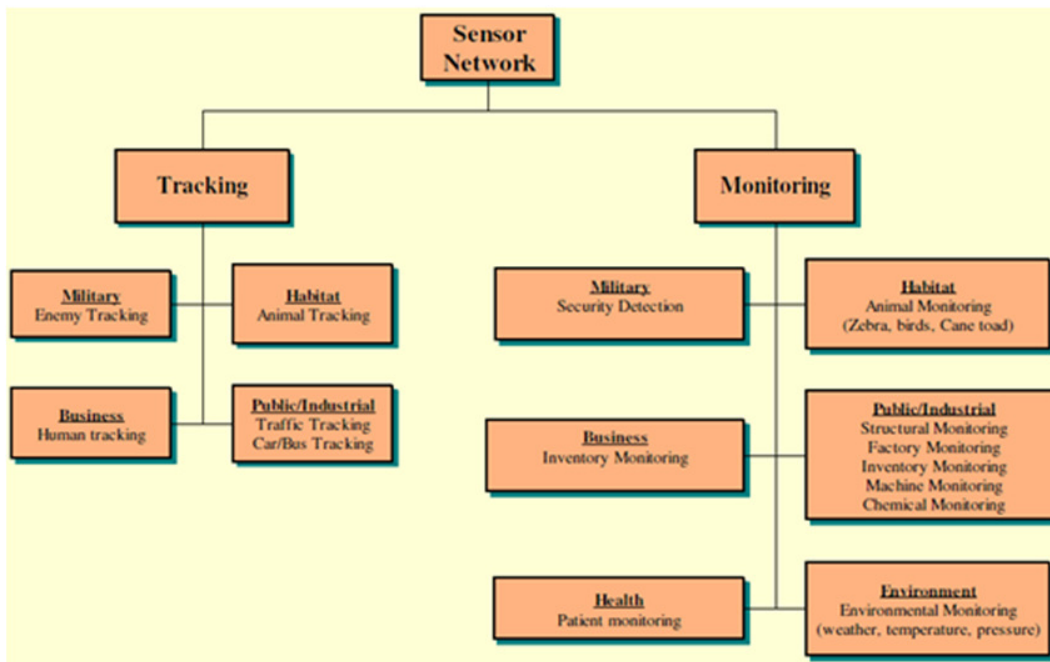 Sensor
Network
Tracking
Monitoring
Military
Enemy Tracking
Habitat
Animal Tracking
Business
Human tracking
Public/Industrial
Traffic Tracking
Car/Bus Tracking
Military
Security Detection
Habitat
Animal Monitoring
(Zebra, birds, Cane toad)
Business
Inventory Monitoring
Public/Industrial
Structural Monitoring
Factory Monitoring
Inventory Monitoring
Machine Monitoring
Chemical Monitoring
Health
Patient monitoring
Environment
Environmental Monitoring
(weather, temperature, pressure)